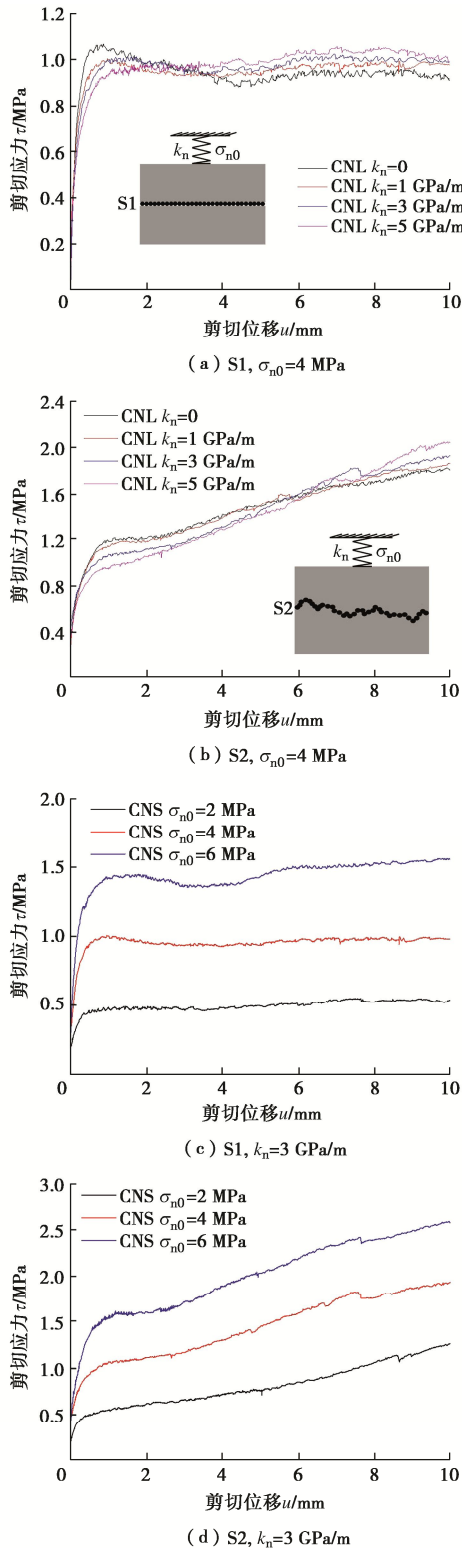 1.2
1.0
0.8
0.6
0.4
0.2
剪切应力τ/MPa
kn
σn0
S1
CNL kn=0
CNL kn=1 GPa/m
CNL kn=3 GPa/m
CNL kn=5 GPa/m
0 2 4 6 8 10
剪切位移u/mm
（a）S1, σn0=4 MPa
2.4
2.0
1.6
1.2
0.8
0.4
剪切应力τ/MPa
CNL kn=0
CNL kn=1 GPa/m
CNL kn=3 GPa/m
CNL kn=5 GPa/m
kn
σn0
S2
0 2 4 6 8 10
剪切位移u/mm
（b）S2, σn0=4 MPa
2.0
1.5
1.0
0.5
剪切应力τ/MPa
CNS σn0=2 MPa
CNS σn0=4 MPa
CNS σn0=6 MPa
0 2 4 6 8 10
剪切位移u/mm
（c）S1, kn=3 GPa/m
3.0
2.5
2.0
1.5
1.0
0.5
剪切应力τ/MPa
CNS σn0=2 MPa
CNS σn0=4 MPa
CNS σn0=6 MPa
0 2 4 6 8 10
剪切位移u/mm
（d）S2, kn=3 GPa/m